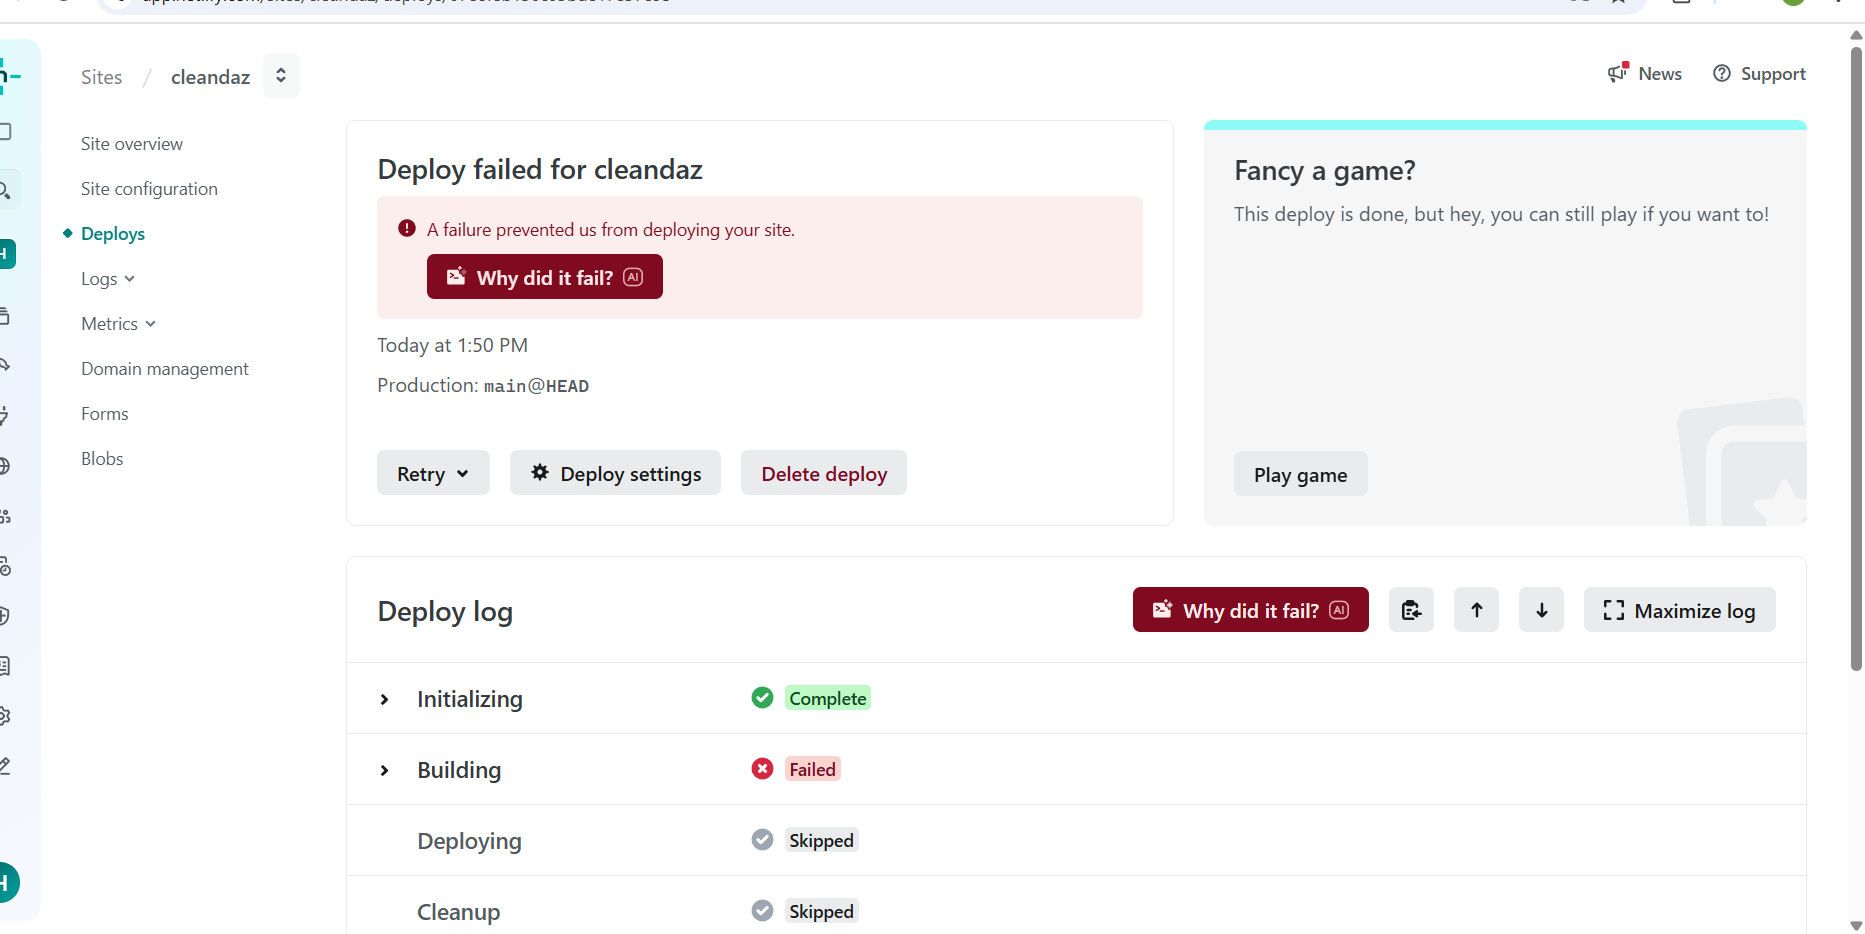 Sites / cleandaz
News
Support
Site overview
Site configuration
Deploys
Logs
Metrics
Domain management
Forms
Blobs
Deploy failed for cleandaz
A failure prevented us from deploying your site.
Why did it fail? AI
Today at 1:50 PM
Production: main@HEAD
Retry
Deploy settings
Delete deploy
Fancy a game?
This deploy is done, but hey, you can still play if you want to!
Play game
Deploy log
Why did it fail? AI
Maximize log
Initializing
Complete
Building
Failed
Deploying
Skipped
Cleanup
Skipped
H
H